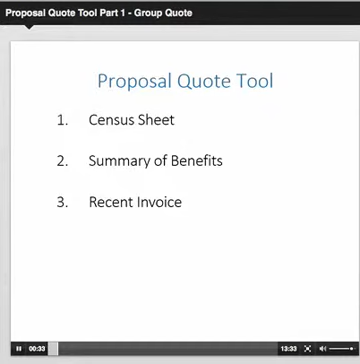 Proposal Quote Tool Part 1 - Group Quote
Proposal Quote Tool
1. Census Sheet
2. Summary of Benefits
3. Recent Invoice
00:33 13:33